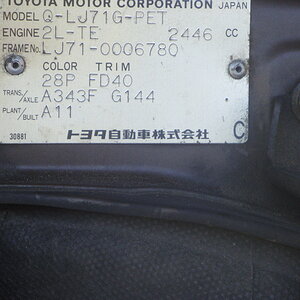 TOYOTA MOTOR CORPORATION JAPAN
MODEL Q-LJ71G-PET
ENGINE 2L-TE 2446 CC
FRAME No. LJ71-0006780
COLOR TRIM
28P FD40
TRANS./AXLE A343F G144
PLANT/BUILT A11
30881 トヨタ自動車株式会社 C